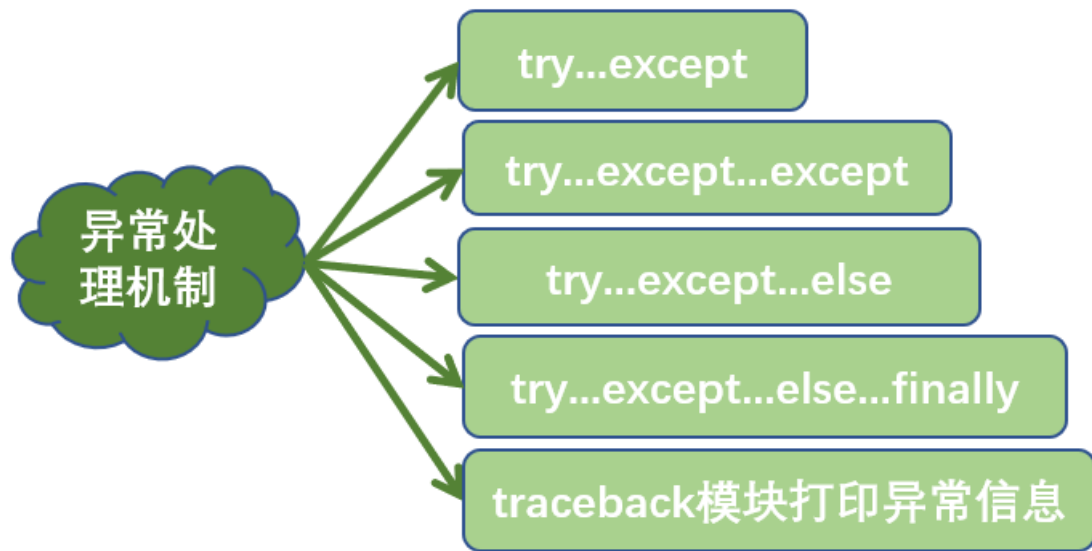 异常处
理机制
try...except
try...except...except
try...except...else
try...except...else...finally
traceback模块打印异常信息